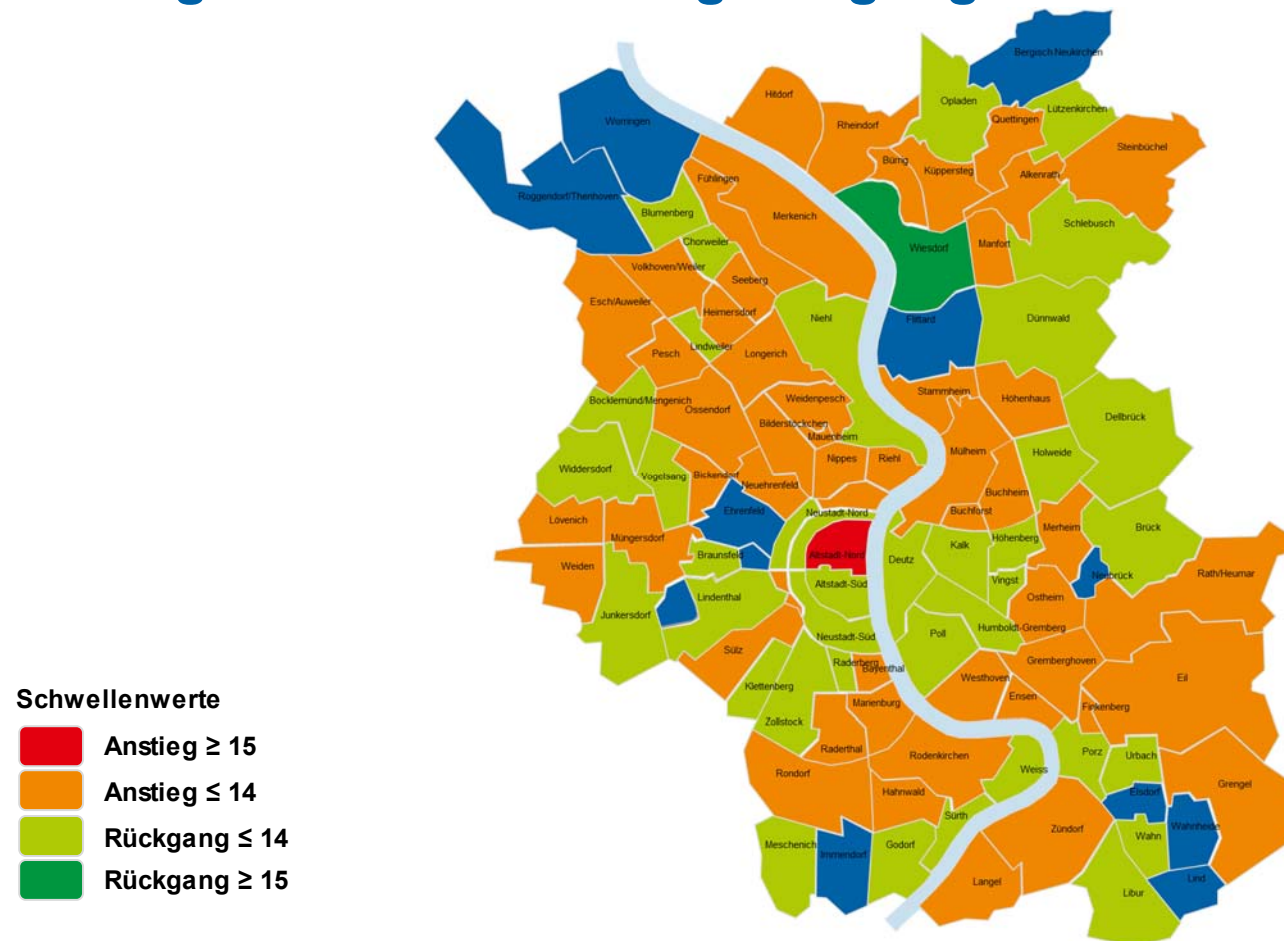 Bergisch Neukirchen
Hitdorf
Opladen
Lützenkirchen
Worringen
Rheindorf
Quettingen
Steinbüchel
Bürrig
Küppersteg
Alkenrath
Fühlingen
Roggendorf/Thenhoven
Blumenberg
Merkenich
Schlebusch
Chorweiler
Wiesdorf
Manfort
Volkhoven/Weiler
Seeberg
Esch/Auweiler
Heimersdorf
Niehl
Flittard
Dünnwald
Lindweiler
Pesch
Longerich
Stammheim
Höhenhaus
Bocklemünd/Mengenich
Weidenpesch
Ossendorf
Dellbrück
Bilderstöckchen
Mauenheim
Mülheim
Holweide
Nippes
Riehl
Widdersdorf
Vogelsang
Bickendorf
Neuehrenfeld
Buchheim
Ehrenfeld
Neustadt-Nord
Buchforst
Lövenich
Merheim
Brück
Müngersdorf
Höhenberg
Kalk
Braunsfeld
Altstadt-Nord
Deutz
Weiden
Neubrück
Rath/Heumar
Altstadt-Süd
Vingst
Lindenthal
Ostheim
Junkersdorf
Humboldt-Gremberg
Neustadt-Süd
Poll
Sülz
Raderberg
Bayenthal
Gremberghoven
Klettenberg
Westhoven
Eil
Ensen
Marienburg
Finkenberg
Zollstock
Raderthal
Rodenkirchen
Porz
Urbach
Rondorf
Weiss
Grengel
Hahnwald
Elsdorf
Sürth
Zündorf
Wahnheide
Wahn
Meschenich
Immendorf
Godorf
Langel
Lind
Libur
Schwellenwerte
Anstieg ≥ 15
Anstieg ≤ 14
Rückgang ≤ 14
Rückgang ≥ 15